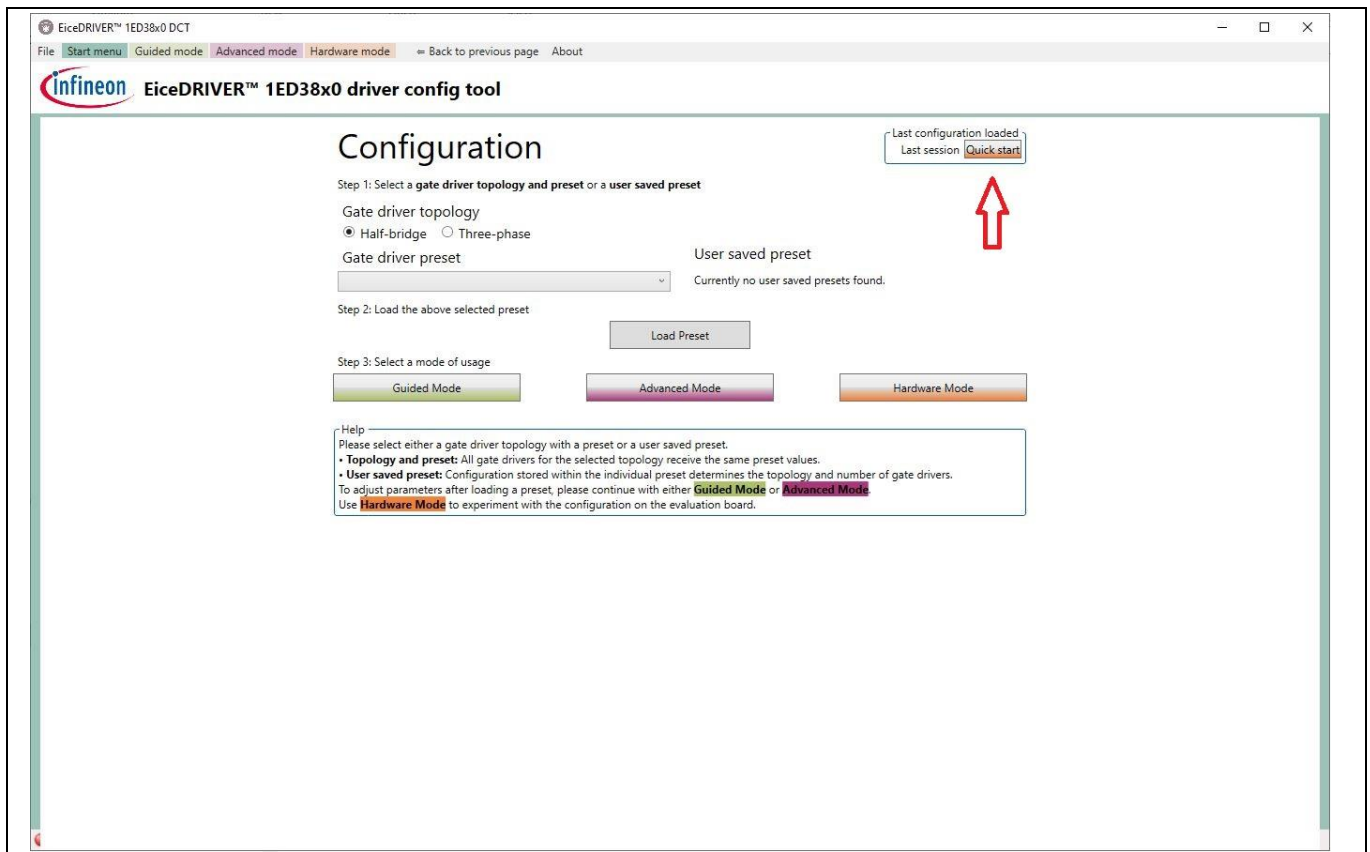 EiceDRIVER™ 1ED38x0 DCT
File Start menu Guided mode Advanced mode Hardware mode ⇐ Back to previous page About
infineon EiceDRIVER™ 1ED38x0 driver config tool
Configuration
Last configuration loaded
Last session Quick start
Step 1: Select a gate driver topology and preset or a user saved preset
Gate driver topology
Half-bridge Three-phase
Gate driver preset
User saved preset
Currently no user saved presets found.
Step 2: Load the above selected preset
Load Preset
Step 3: Select a mode of usage
Guided Mode Advanced Mode Hardware Mode
Help
Please select either a gate driver topology with a preset or a user saved preset.
• Topology and preset: All gate drivers for the selected topology receive the same preset values.
• User saved preset: Configuration stored within the individual preset determines the topology and number of gate drivers.
To adjust parameters after loading a preset, please continue with either Guided Mode or Advanced Mode.
Use Hardware Mode to experiment with the configuration on the evaluation board.